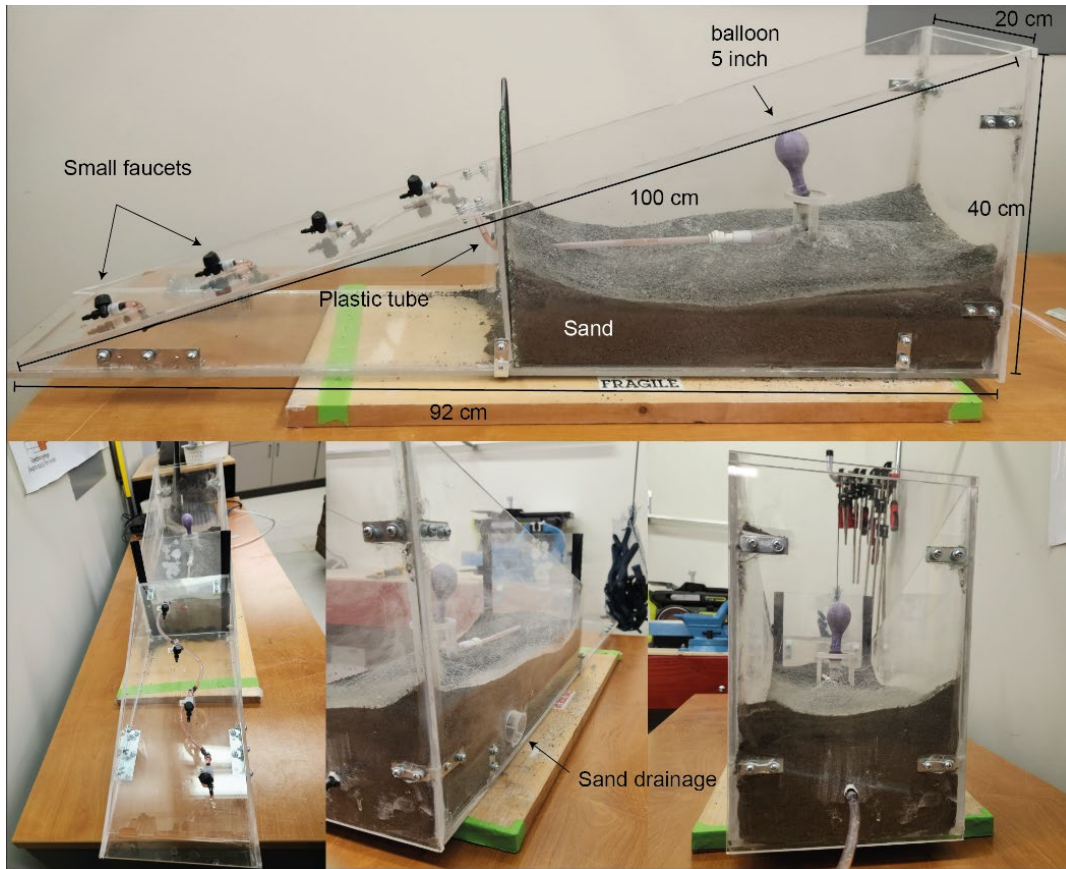 20 cm
balloon
5 inch
Small faucets
100 cm
40 cm
Plastic tube
Sand
FRAGILE
92 cm
Sand drainage